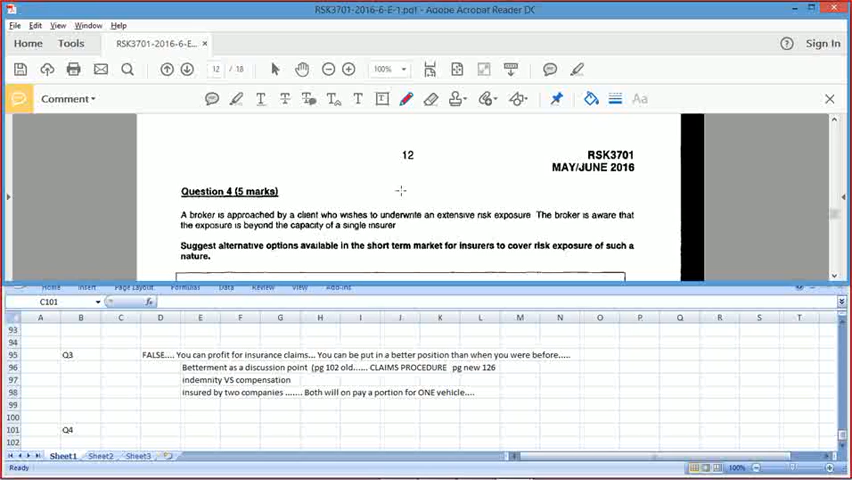 RSK3701-2016-6-E-1.pdf - Adobe Acrobat Reader DC
File Edit View Window Help
Home Tools RSK3701-2016-6-E-... × Sign In
12 / 18 100%
Comment
12 RSK3701
MAY/JUNE 2016
Question 4 (5 marks)
A broker is approached by a client who wishes to underwrite an extensive risk exposure The broker is aware that
the exposure is beyond the capacity of a single insurer
Suggest alternative options available in the short term market for insurers to cover risk exposure of such a
nature.
Home Insert Page Layout Formulas Data Review View Add-Ins
C101 fx
A B C D E F G H I J K L M N O P Q R S T
93
94
95 Q3 FALSE.... You can profit for insurance claims... You can be put in a better position than when you were before.....
96 Betterment as a discussion point (pg 102 old...... CLAIMS PROCEDURE pg new 126
97 indemnity VS compensation
98 insured by two companies ....... Both will on pay a portion for ONE vehicle....
99
100
101 Q4
102
Sheet1 Sheet2 Sheet3
Ready 100%